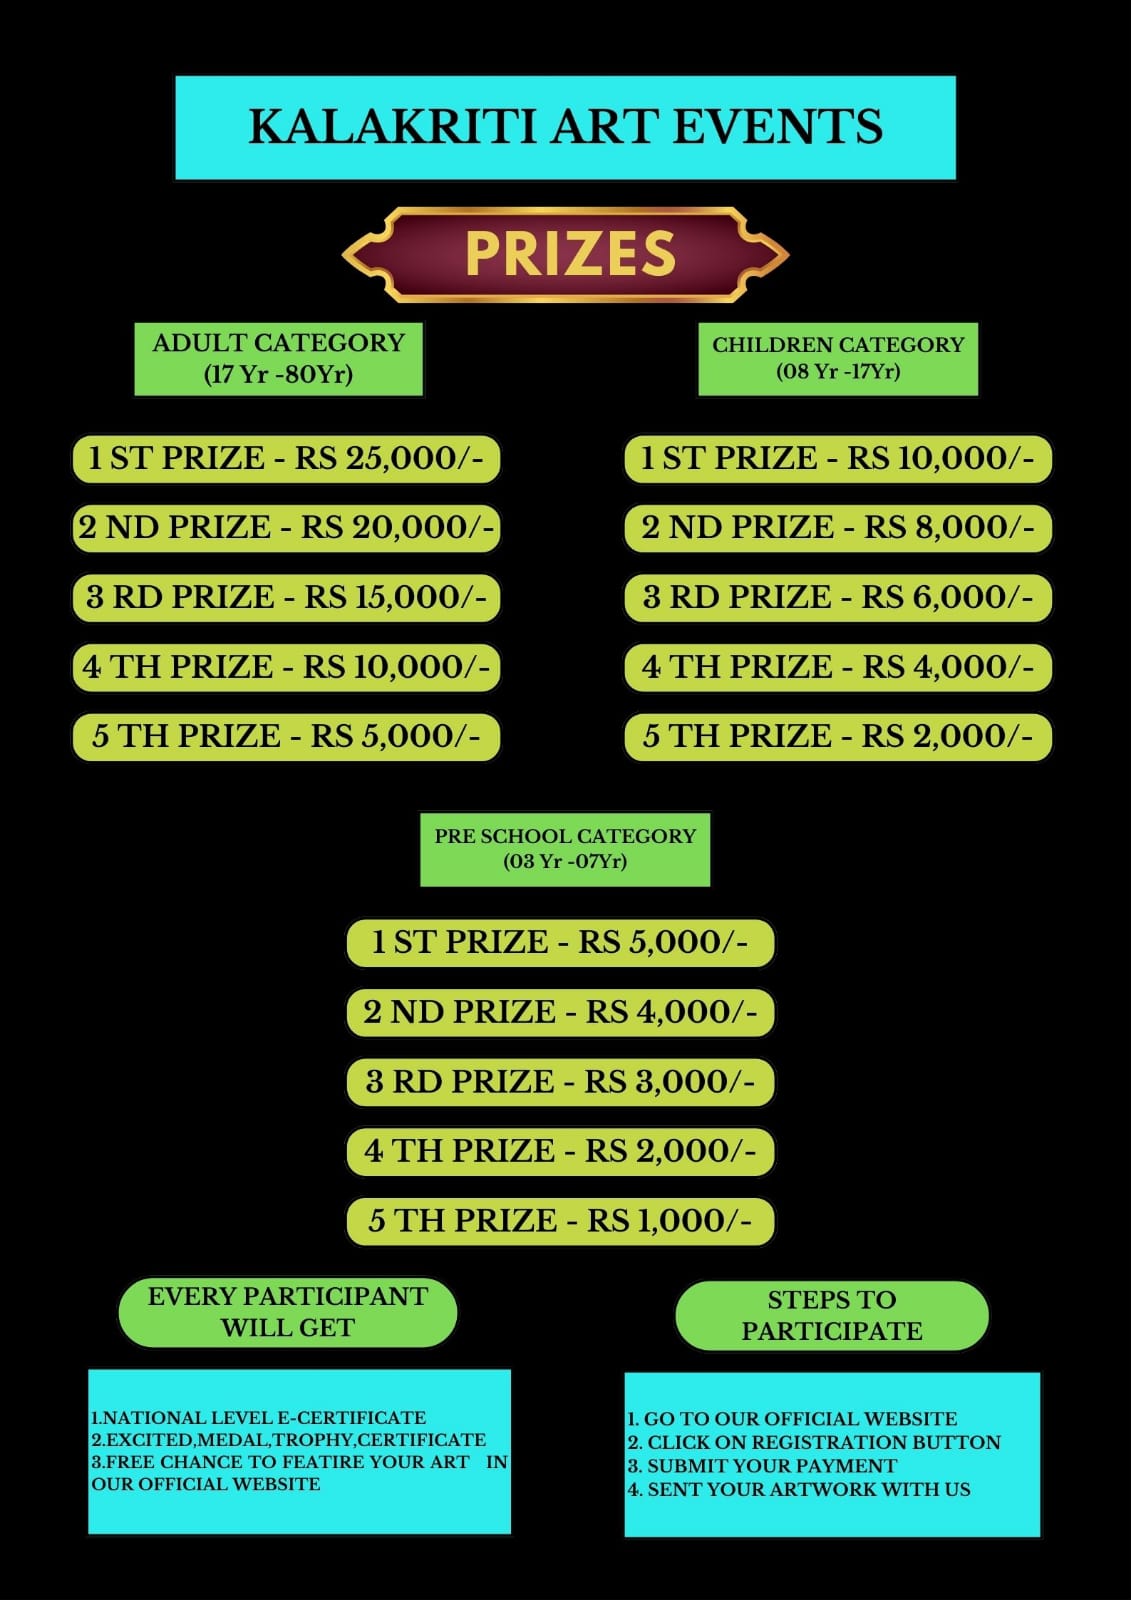 KALAKRITI ART EVENTS
PRIZES
ADULT CATEGORY
(17 Yr -80Yr)
1 ST PRIZE - RS 25,000/-
2 ND PRIZE - RS 20,000/-
3 RD PRIZE - RS 15,000/-
4 TH PRIZE - RS 10,000/-
5 TH PRIZE - RS 5,000/-
CHILDREN CATEGORY
(08 Yr -17Yr)
1 ST PRIZE - RS 10,000/-
2 ND PRIZE - RS 8,000/-
3 RD PRIZE - RS 6,000/-
4 TH PRIZE - RS 4,000/-
5 TH PRIZE - RS 2,000/-
PRE SCHOOL CATEGORY
(03 Yr -07Yr)
1 ST PRIZE - RS 5,000/-
2 ND PRIZE - RS 4,000/-
3 RD PRIZE - RS 3,000/-
4 TH PRIZE - RS 2,000/-
5 TH PRIZE - RS 1,000/-
EVERY PARTICIPANT
WILL GET
1.NATIONAL LEVEL E-CERTIFICATE
2.EXCITED,MEDAL,TROPHY,CERTIFICATE
3.FREE CHANCE TO FEATIRE YOUR ART IN
OUR OFFICIAL WEBSITE
STEPS TO
PARTICIPATE
1. GO TO OUR OFFICIAL WEBSITE
2. CLICK ON REGISTRATION BUTTON
3. SUBMIT YOUR PAYMENT
4. SENT YOUR ARTWORK WITH US